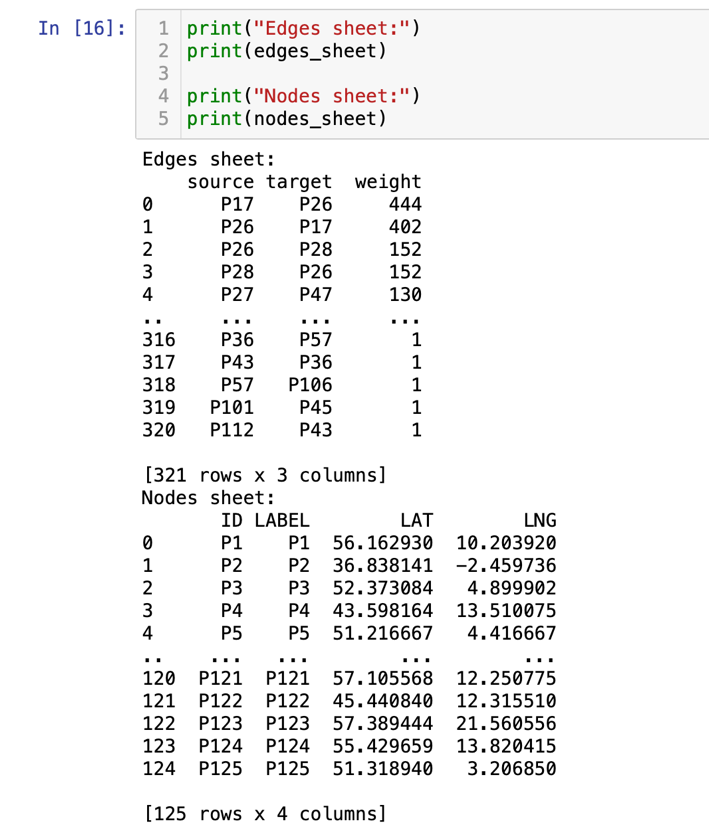 In [16]:
1 print("Edges sheet:")
2 print(edges_sheet)
3
4 print("Nodes sheet:")
5 print(nodes_sheet)
Edges sheet:
source target weight
0 P17 P26 444
1 P26 P17 402
2 P26 P28 152
3 P28 P26 152
4 P27 P47 130
.. ... ... ...
316 P36 P57 1
317 P43 P36 1
318 P57 P106 1
319 P101 P45 1
320 P112 P43 1
[321 rows x 3 columns]
Nodes sheet:
ID LABEL LAT LNG
0 P1 P1 56.162930 10.203920
1 P2 P2 36.838141 -2.459736
2 P3 P3 52.373084 4.899902
3 P4 P4 43.598164 13.510075
4 P5 P5 51.216667 4.416667
.. ... ... ... ...
120 P121 P121 57.105568 12.250775
121 P122 P122 45.440840 12.315510
122 P123 P123 57.389444 21.560556
123 P124 P124 55.429659 13.820415
124 P125 P125 51.318940 3.206850
[125 rows x 4 columns]